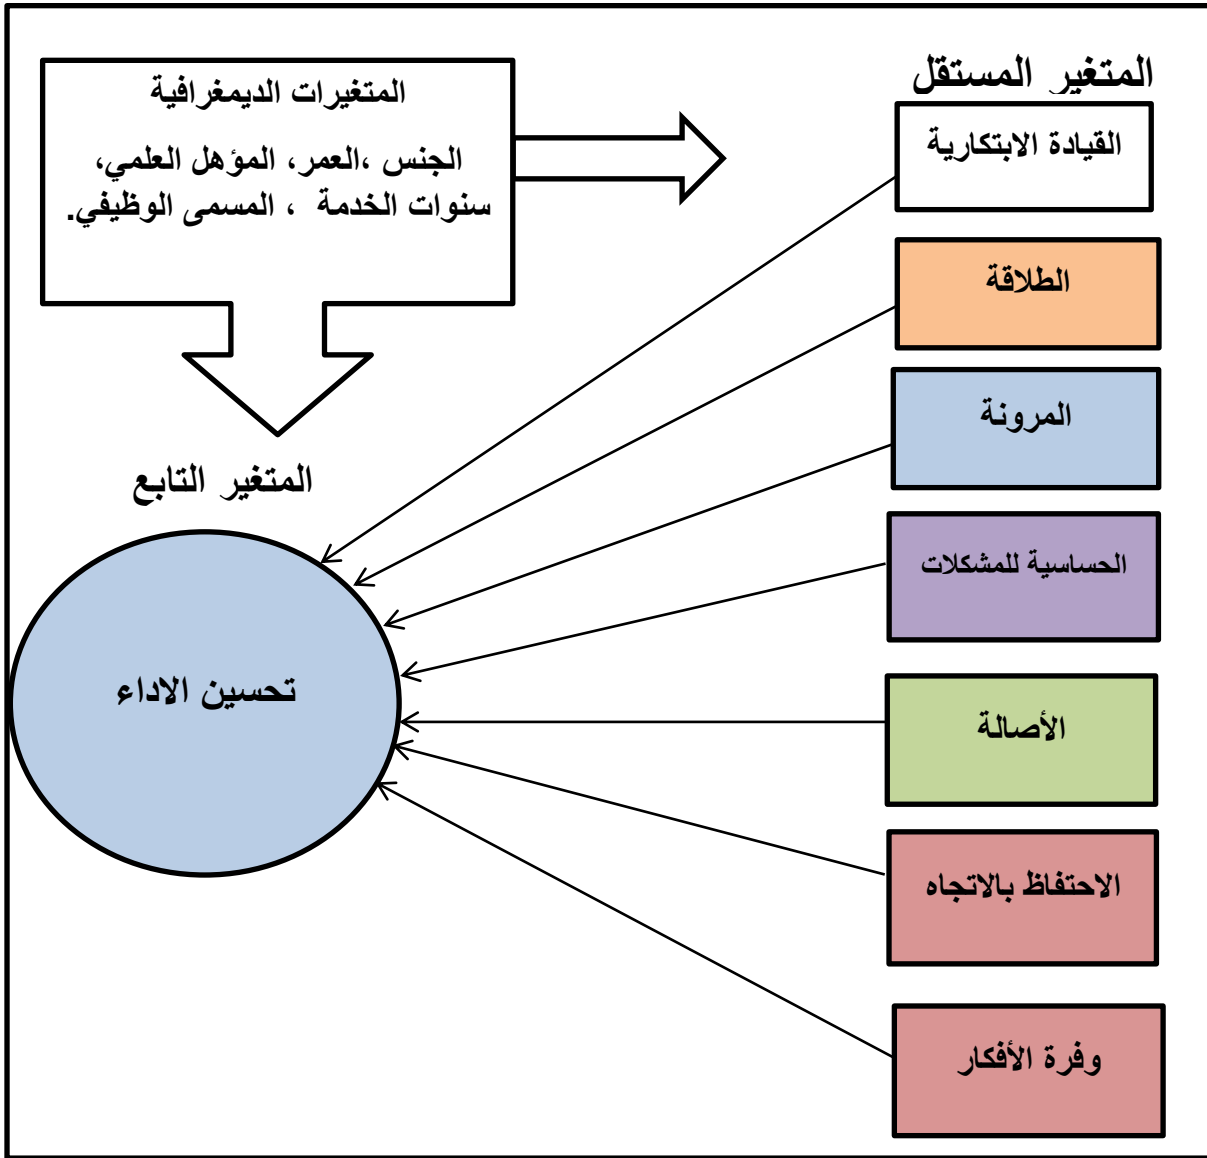 المتغير المستقل
القيادة الابتكارية
الطلاقة
المرونة
الحساسية للمشكلات
الأصالة
الاحتفاظ بالاتجاه
وفرة الأفكار
المتغيرات الديمغرافية
الجنس ،العمر، المؤهل العلمي،
سنوات الخدمة ، المسمى الوظيفي.
المتغير التابع
تحسين الاداء